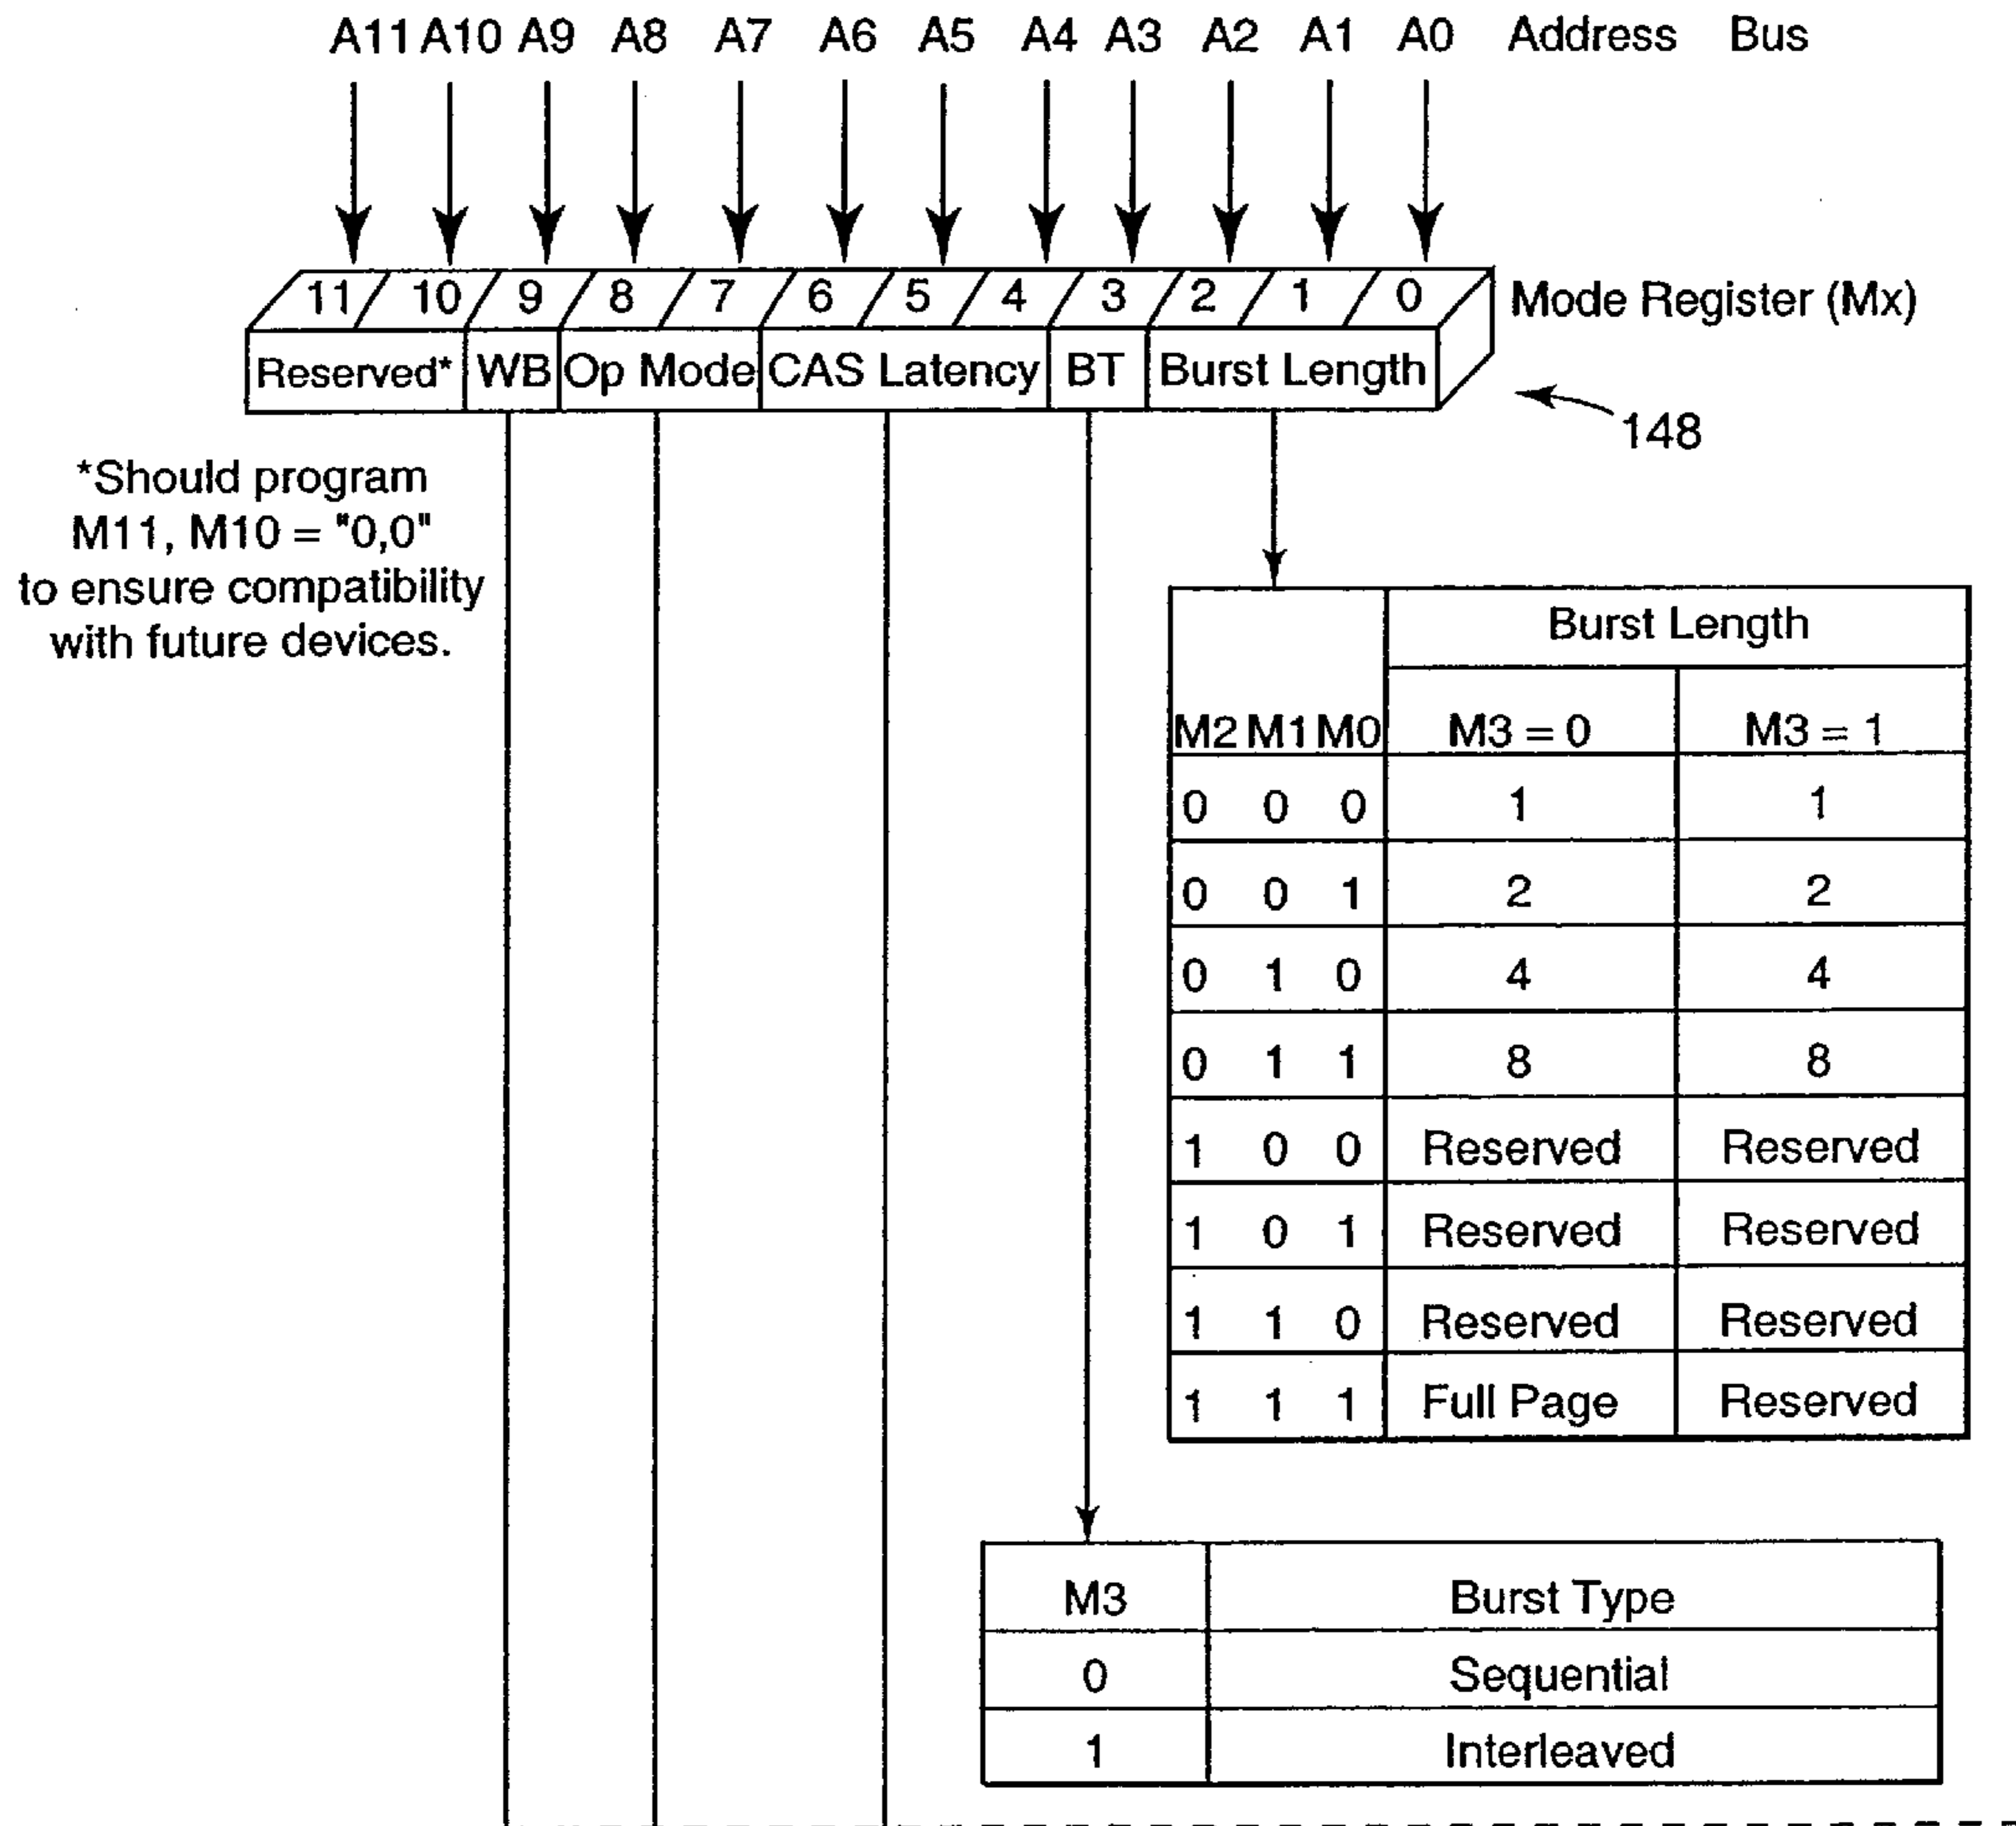 A11 A10 A9 A8 A7 A6 A5 A4 A3 A2 A1 A0 Address Bus
11 10 9 8 7 6 5 4 3 2 1 0 Mode Register (Mx)
Reserved* WB Op Mode CAS Latency BT Burst Length
148
*Should program
M11, M10 = "0,0"
to ensure compatibility
with future devices.
Burst Length
M2 M1 M0 M3 = 0 M3 = 1
0 0 0 1 1
0 0 1 2 2
0 1 0 4 4
0 1 1 8 8
1 0 0 Reserved Reserved
1 0 1 Reserved Reserved
1 1 0 Reserved Reserved
1 1 1 Full Page Reserved
M3 Burst Type
0 Sequential
1 Interleaved